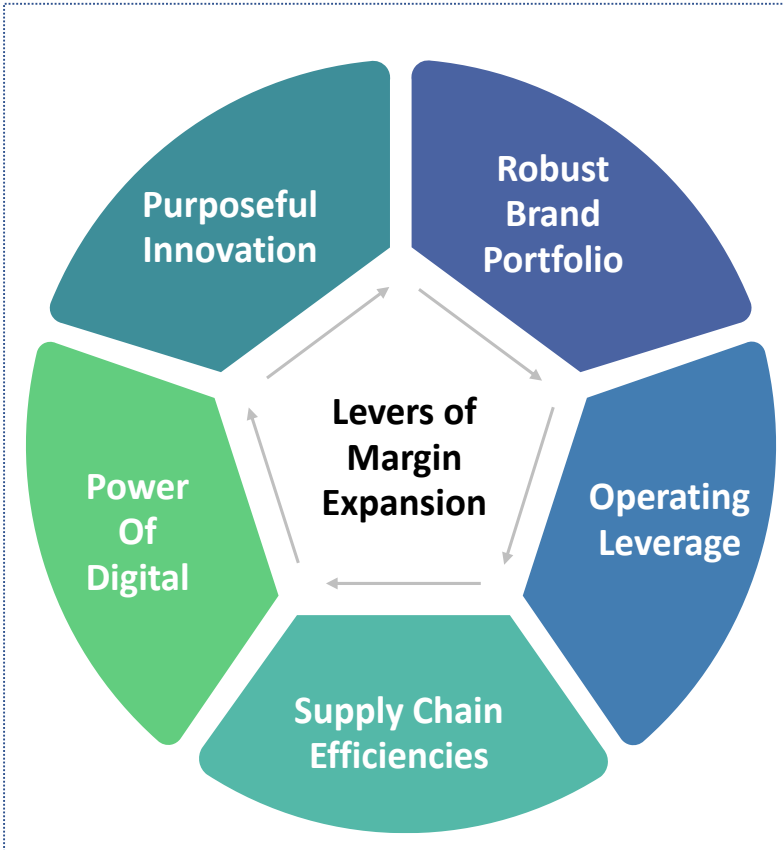 Purposeful
Innovation
Robust
Brand
Portfolio
Levers of
Margin
Expansion
Power
Of
Digital
Operating
Leverage
Supply Chain
Efficiencies